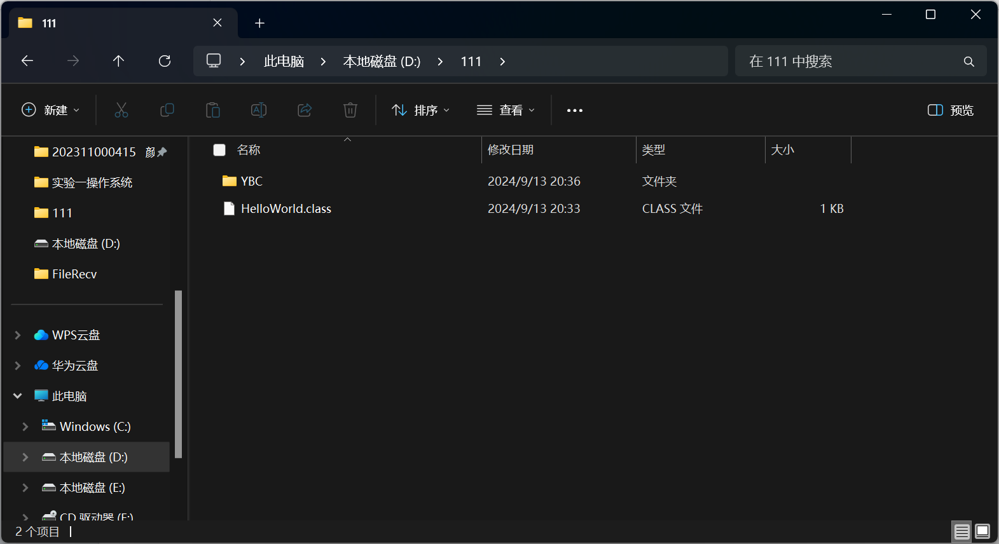 111
此电脑 本地磁盘 (D:) 111
在 111 中搜索
新建 排序 查看 预览
202311000415 颜
实验一操作系统
111
本地磁盘 (D:)
FileRecv
WPS云盘
华为云盘
此电脑
Windows (C:)
本地磁盘 (D:)
本地磁盘 (E:)
CD 驱动器 (F:)
名称 修改日期 类型 大小
YBC 2024/9/13 20:36 文件夹
HelloWorld.class 2024/9/13 20:33 CLASS 文件 1 KB
2 个项目